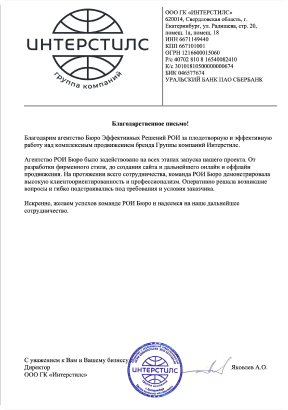 ИНТЕРСТИЛС
группа компаний
ООО ГК «ИНТЕРСТИЛС»
620014, Свердловская область, г.
Екатеринбург, ул. Радищева, стр. 20,
помещ. 1а, помещ. 18
ИНН 6671149440
КПП 667101001
ОГРН 1216600015060
Р/с 40702 810 8 16540082410
К/с 30101810500000000674
БИК 046577674
УРАЛЬСКИЙ БАНК ПАО СБЕРБАНК
Благодарственное письмо!
Благодарим агентство Бюро Эффективных Решений РОИ за плодотворную и эффективную
работу над комплексным продвижением бренда Группы компаний Интерстилс.
Агентство РОИ Бюро было задействовано на всех этапах запуска нашего проекта. От
разработки фирменного стиля, до создания сайта и дальнейшего онлайн и оффлайн
продвижения. На протяжении всего сотрудничества, команда РОИ Бюро демонстрировала
высокую клиентоориентированность и профессионализм. Оперативно решала возникшие
вопросы и гибко подстраивались под требования и условия заказчика.
Искренне, желаем успехов команде РОИ Бюро и надеемся на наше дальнейшее
сотрудничество.
С уважением к Вам и Вашему бизнесу
Директор
ООО ГК «Интерстилс»
ИНТЕРСТИЛС
Яковлев А.О.